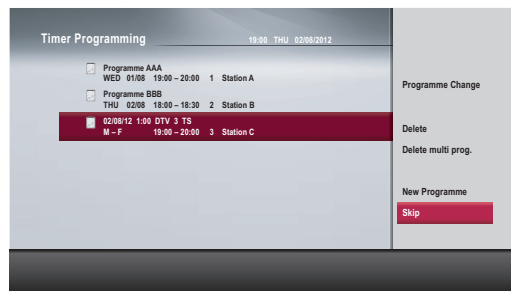 Timer Programming 19:00 THU 02/08/2012
Programme AAA
WED 01/08 19:00 – 20:00 1 Station A
Programme BBB
THU 02/08 18:00 – 18:30 2 Station B
02/08/12 1:00 DTV 3 TS
M – F 19:00 – 20:00 3 Station C
Programme Change
Delete
Delete multi prog.
New Programme
Skip